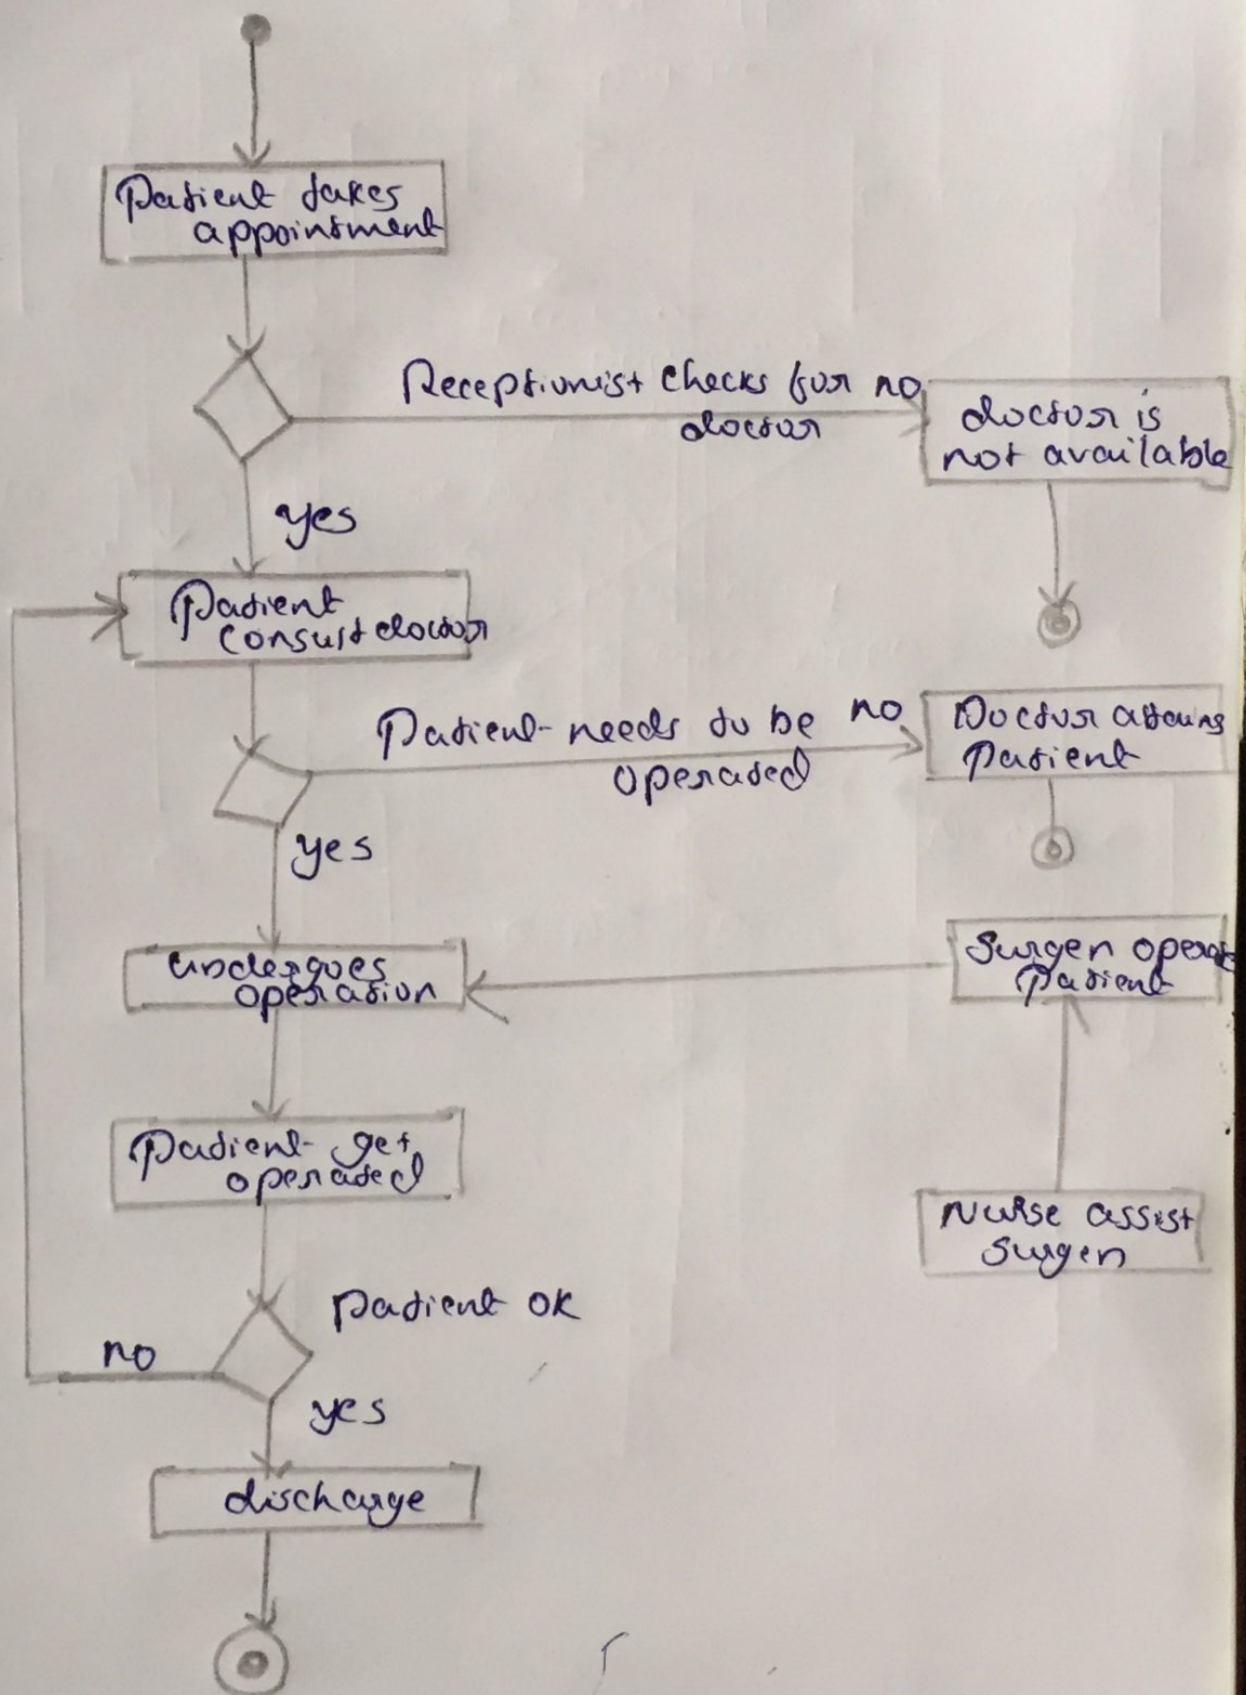 Patient takes
appointment
Receptionist checks for no
doctor
doctor is
not available
yes
Patient
consult doctor
Patient needs to be no
operated
Doctor
Patient
yes
undergoes
operation
Surgen operate
Patient
Patient get
operated
Nurse assist
Surgen
patient ok
no
yes
discharge